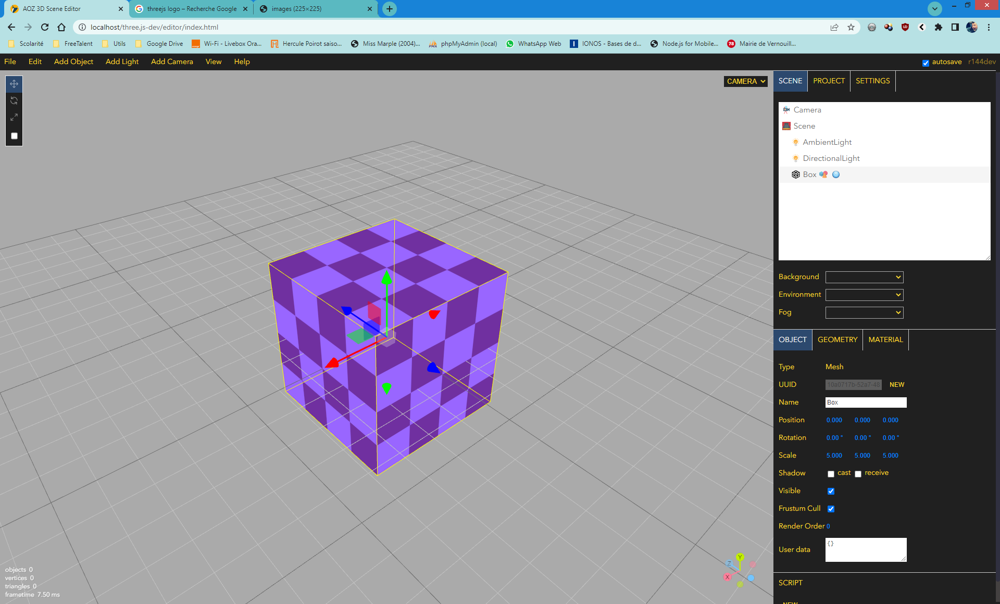 AOZ 3D Scene Editor
threejs logo – Recherche Google
images (225×225)
localhost/three.js-dev/editor/index.html
Scolarité
FreeTalent
Utils
Google Drive
Wi-Fi - Livebox Ora...
Hercule Poirot saiso...
Miss Marple (2004)...
phpMyAdmin (local)
WhatsApp Web
IONOS - Bases de d...
Node.js for Mobile...
78 Mairie de Vernouill...
File Edit Add Object Add Light Add Camera View Help
autosave r144dev
CAMERA
SCENE PROJECT SETTINGS
Camera
Scene
AmbientLight
DirectionalLight
Box
Background
Environment
Fog
OBJECT GEOMETRY MATERIAL
Type Mesh
UUID 10a0717b-52a7-48 NEW
Name Box
Position 0.000 0.000 0.000
Rotation 0.00 ° 0.00 ° 0.00 °
Scale 5.000 5.000 5.000
Shadow cast receive
Visible
Frustum Cull
Render Order 0
User data {}
SCRIPT
NEW
objects 0
vertices 0
triangles 0
frametime 7.50 ms
Y
Z
X